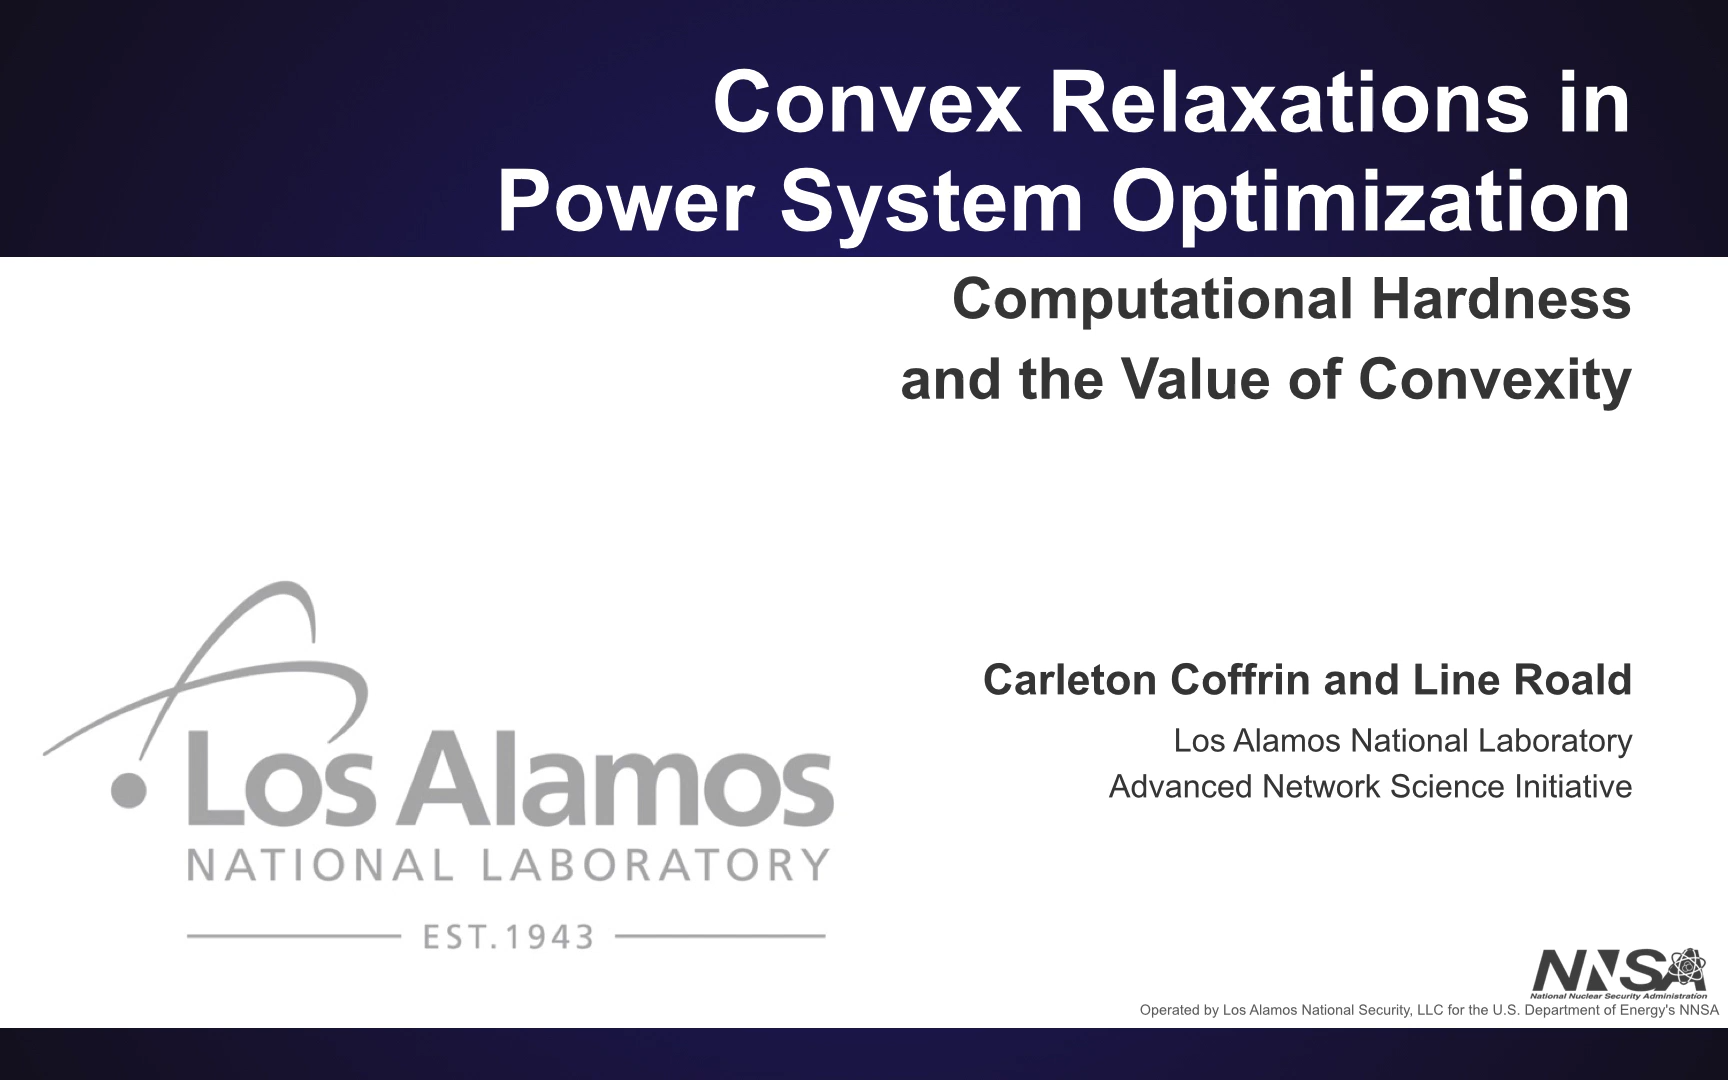 Convex Relaxations in
Power System Optimization
Computational Hardness
and the Value of Convexity
Carleton Coffrin and Line Roald
Los Alamos National Laboratory
Advanced Network Science Initiative
Los Alamos
NATIONAL LABORATORY
EST.1943
NNSA
National Nuclear Security Administration
Operated by Los Alamos National Security, LLC for the U.S. Department of Energy's NNSA